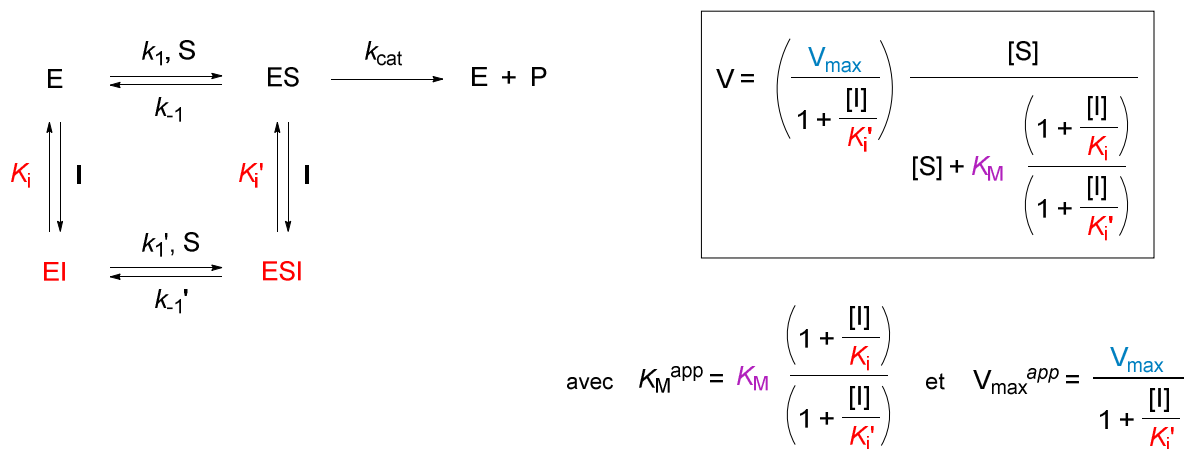 k1, S
kcat
E ES E + P
k-1
Ki I Ki' I
k1', S
EI ESI
k-1'
V = ( Vmax / (1 + [I]/Ki') ) [S] / ( [S] + KM (1 + [I]/Ki) / (1 + [I]/Ki') )
avec KM^app = KM (1 + [I]/Ki) / (1 + [I]/Ki') et Vmax^app = Vmax / (1 + [I]/Ki')